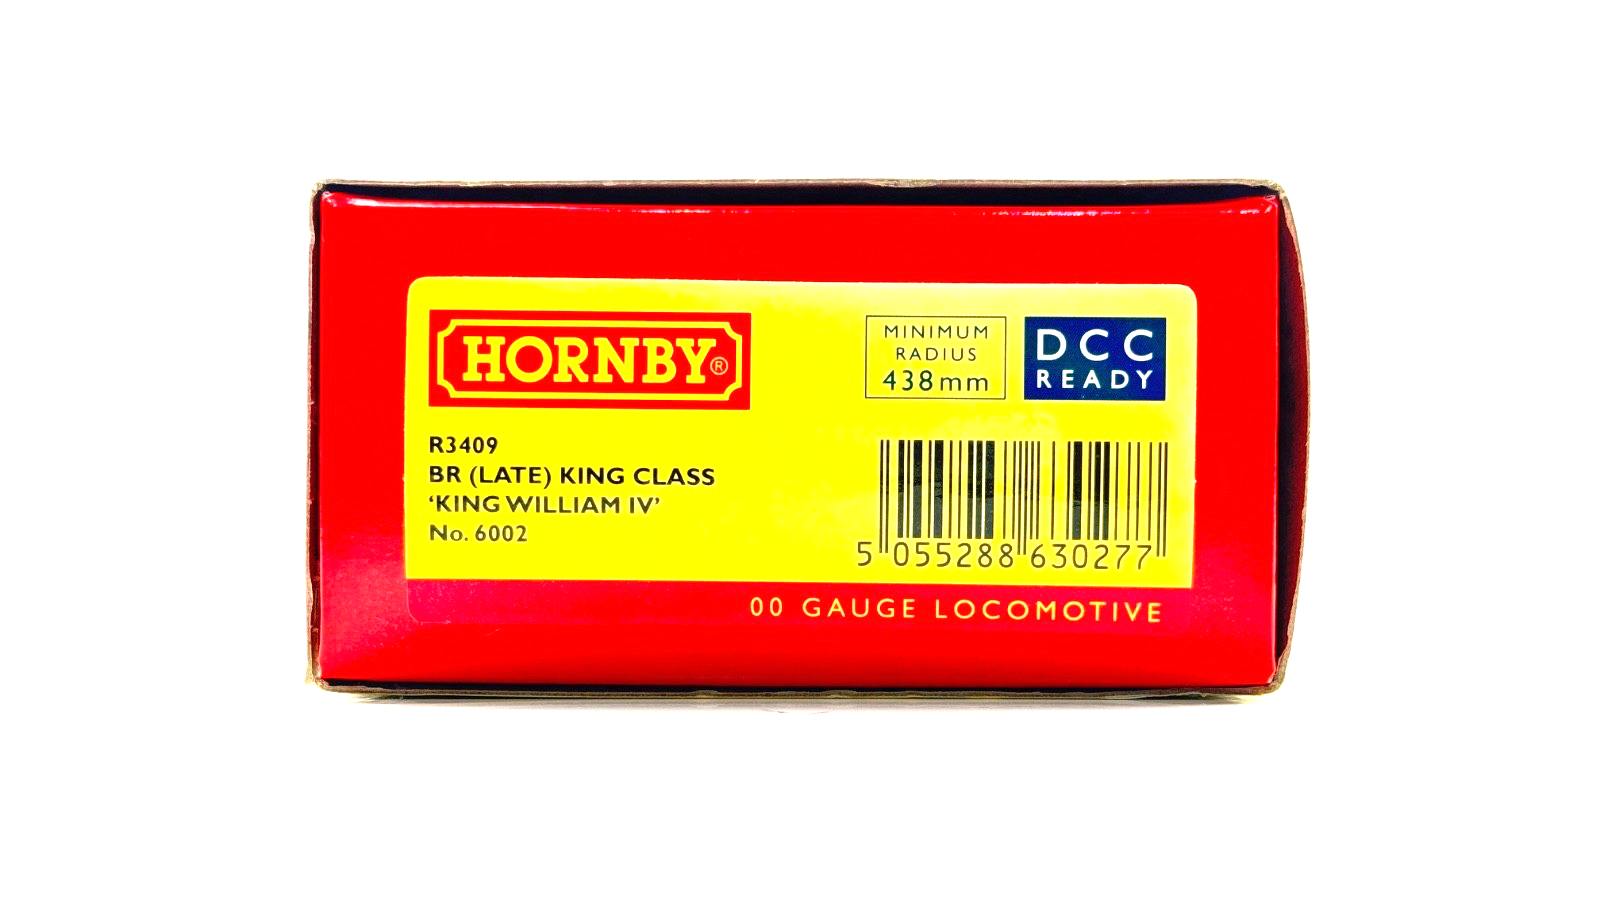 HORNBY®
MINIMUM
RADIUS
438mm
DCC
READY
R3409
BR (LATE) KING CLASS
‘KING WILLIAM IV’
No. 6002
5 055288 630277
00 GAUGE LOCOMOTIVE